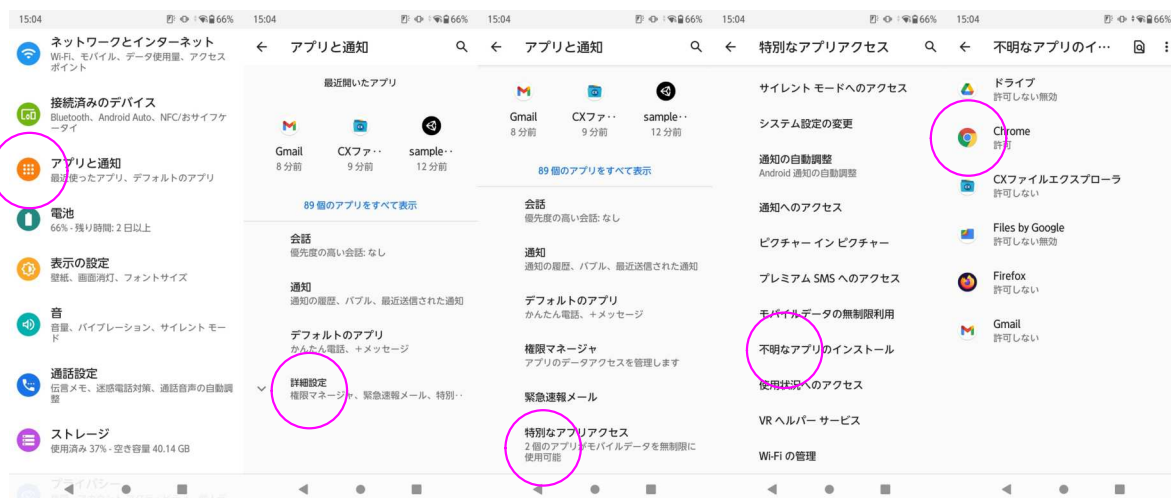 15:04
66%
ネットワークとインターネット
Wi-Fi、モバイル、データ使用量、アクセス
ポイント
接続済みのデバイス
Bluetooth、Android Auto、NFC/おサイフケ
ータイ
アプリと通知
最近使ったアプリ、デフォルトのアプリ
電池
66% - 残り時間: 2 日以上
表示の設定
壁紙、画面消灯、フォントサイズ
音
音量、バイブレーション、サイレント モー
ド
通話設定
伝言メモ、迷惑電話対策、通話音声の自動調
整
ストレージ
使用済み 37% - 空き容量 40.14 GB
プライバシー
15:04
66%
アプリと通知
最近開いたアプリ
Gmail
8 分前
CXファ‥
9 分前
sample‥
12 分前
89 個のアプリをすべて表示
会話
優先度の高い会話: なし
通知
通知の履歴、バブル、最近送信された通知
デフォルトのアプリ
かんたん電話、＋メッセージ
詳細設定
権限マネージャ、緊急速報メール、特別‥
15:04
66%
アプリと通知
Gmail
8 分前
CXファ‥
9 分前
sample‥
12 分前
89 個のアプリをすべて表示
会話
優先度の高い会話: なし
通知
通知の履歴、バブル、最近送信された通知
デフォルトのアプリ
かんたん電話、＋メッセージ
権限マネージャ
アプリのデータアクセスを管理します
緊急速報メール
特別なアプリアクセス
2 個のアプリがモバイルデータを無制限に
使用可能
15:04
66%
特別なアプリアクセス
サイレント モードへのアクセス
システム設定の変更
通知の自動調整
Android 通知の自動調整
通知へのアクセス
ピクチャー イン ピクチャー
プレミアム SMS へのアクセス
モバイルデータの無制限利用
不明なアプリのインストール
使用状況へのアクセス
VR ヘルパー サービス
Wi-Fi の管理
15:04
66%
不明なアプリのイ…
ドライブ
許可しない無効
Chrome
許可
CXファイルエクスプローラ
許可しない
Files by Google
許可しない無効
Firefox
許可しない
Gmail
許可しない